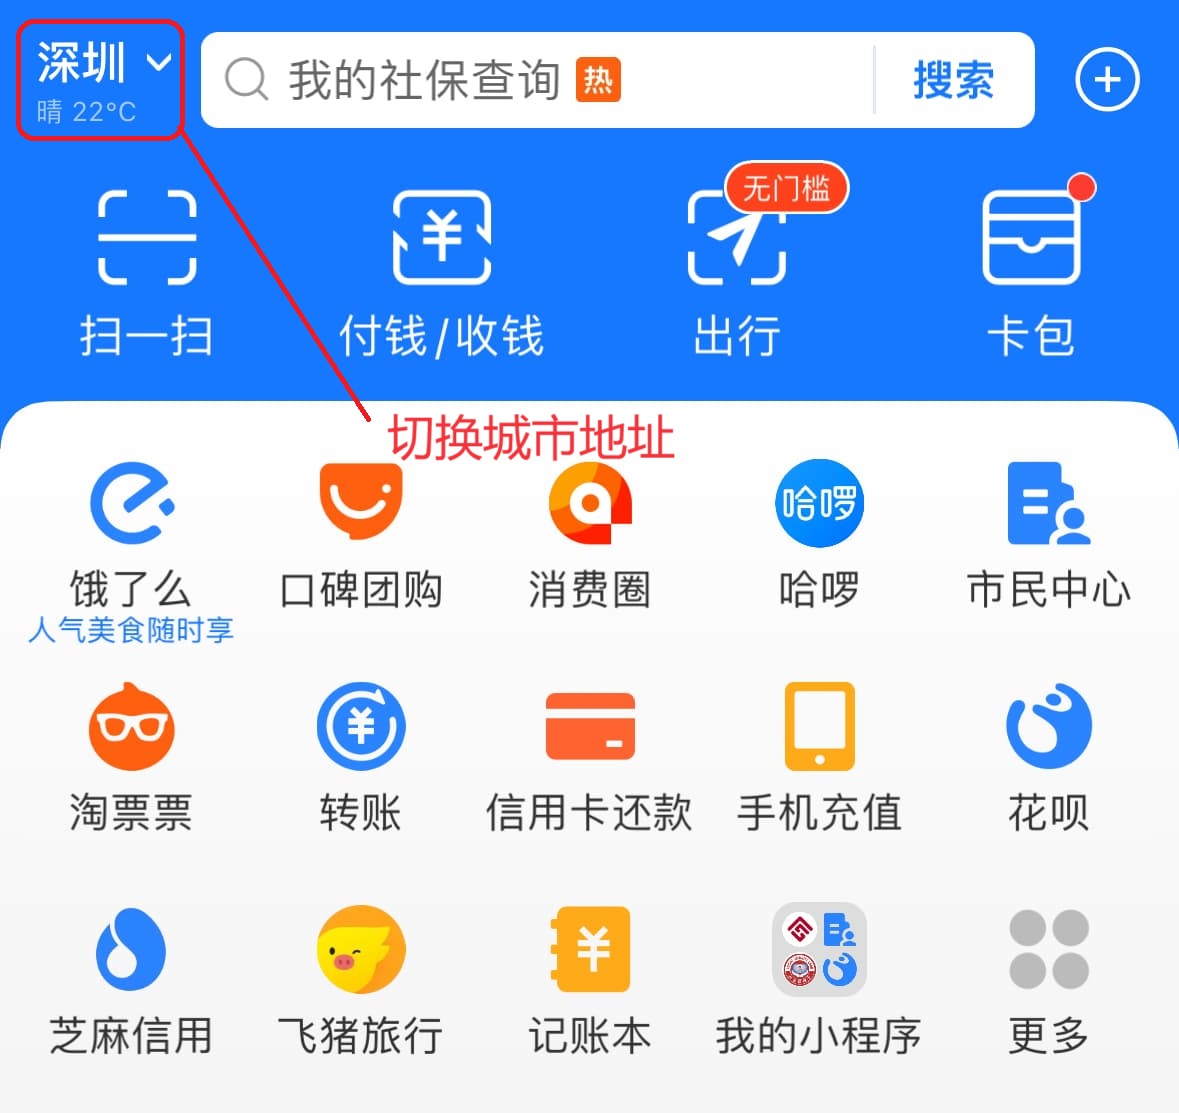 深圳
晴 22°C
我的社保查询 热
搜索
无门槛
扫一扫
付钱/收钱
出行
卡包
切换城市地址
哈啰
饿了么
口碑团购
消费圈
哈啰
市民中心
人气美食随时享
淘票票
转账
信用卡还款
手机充值
花呗
芝麻信用
飞猪旅行
记账本
我的小程序
更多